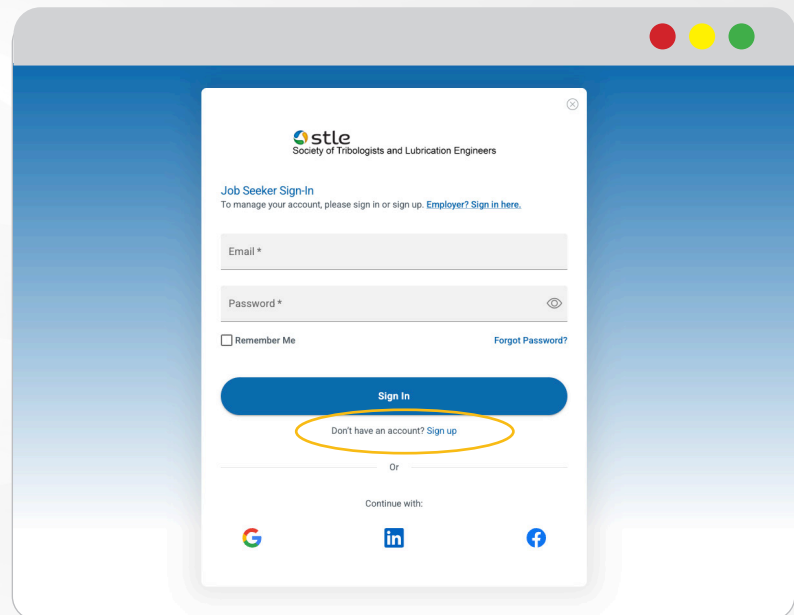 stle
Society of Tribologists and Lubrication Engineers
Job Seeker Sign-In
To manage your account, please sign in or sign up. Employer? Sign in here.
Email *
Password *
Remember Me
Forgot Password?
Sign In
Don't have an account? Sign up
Or
Continue with:
G
in
f